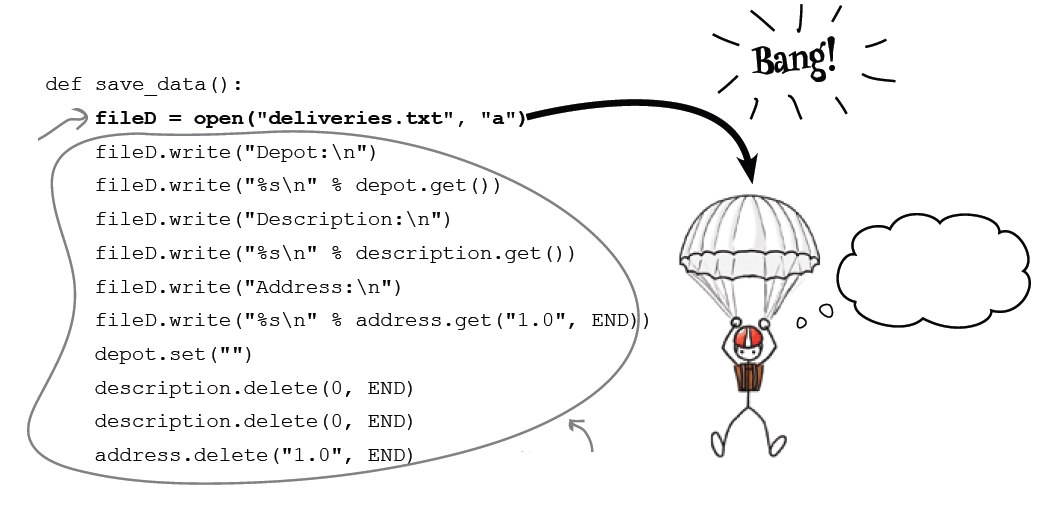 Bang!
def save_data():
fileD = open("deliveries.txt", "a")
fileD.write("Depot:\n")
fileD.write("%s\n" % depot.get())
fileD.write("Description:\n")
fileD.write("%s\n" % description.get())
fileD.write("Address:\n")
fileD.write("%s\n" % address.get("1.0", END))
depot.set("")
description.delete(0, END)
description.delete(0, END)
address.delete("1.0", END)